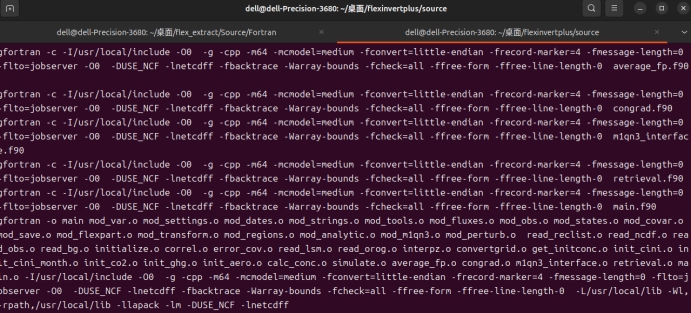 dell@dell-Precision-3680: ~/桌面/flexinvertplus/source
dell@dell-Precision-3680: ~/桌面/flex_extract/Source/Fortran
dell@dell-Precision-3680: ~/桌面/flexinvertplus/source
gfortran -c -I/usr/local/include -O0  -g -cpp -m64 -mcmodel=medium -fconvert=little-endian -frecord-marker=4 -fmessage-length=0
-flto=jobserver -O0  -DUSE_NCF -lnetcdff -fbacktrace -Warray-bounds -fcheck=all -ffree-form -ffree-line-length-0  average_fp.f90
gfortran -c -I/usr/local/include -O0  -g -cpp -m64 -mcmodel=medium -fconvert=little-endian -frecord-marker=4 -fmessage-length=0
-flto=jobserver -O0  -DUSE_NCF -lnetcdff -fbacktrace -Warray-bounds -fcheck=all -ffree-form -ffree-line-length-0  congrad.f90
gfortran -c -I/usr/local/include -O0  -g -cpp -m64 -mcmodel=medium -fconvert=little-endian -frecord-marker=4 -fmessage-length=0
-flto=jobserver -O0  -DUSE_NCF -lnetcdff -fbacktrace -Warray-bounds -fcheck=all -ffree-form -ffree-line-length-0  m1qn3_interfac
e.f90
gfortran -c -I/usr/local/include -O0  -g -cpp -m64 -mcmodel=medium -fconvert=little-endian -frecord-marker=4 -fmessage-length=0
-flto=jobserver -O0  -DUSE_NCF -lnetcdff -fbacktrace -Warray-bounds -fcheck=all -ffree-form -ffree-line-length-0  retrieval.f90
gfortran -c -I/usr/local/include -O0  -g -cpp -m64 -mcmodel=medium -fconvert=little-endian -frecord-marker=4 -fmessage-length=0
-flto=jobserver -O0  -DUSE_NCF -lnetcdff -fbacktrace -Warray-bounds -fcheck=all -ffree-form -ffree-line-length-0  main.f90
gfortran -o main mod_var.o mod_settings.o mod_dates.o mod_strings.o mod_tools.o mod_fluxes.o mod_obs.o mod_states.o mod_covar.o
mod_save.o mod_flexpart.o mod_transform.o mod_regions.o mod_analytic.o mod_m1qn3.o mod_perturb.o  read_reclist.o read_ncdf.o re
ad_obs.o read_bg.o initialize.o correl.o error_cov.o read_lsm.o read_orog.o interpz.o convertgrid.o get_initconc.o init_cini.o in
it_cini_month.o init_co2.o init_ghg.o init_aero.o calc_conc.o simulate.o average_fp.o congrad.o m1qn3_interface.o retrieval.o ma
in.o -I/usr/local/include -O0  -g -cpp -m64 -mcmodel=medium -fconvert=little-endian -frecord-marker=4 -fmessage-length=0 -flto=j
observer -O0  -DUSE_NCF -lnetcdff -fbacktrace -Warray-bounds -fcheck=all -ffree-form -ffree-line-length-0  -L/usr/local/lib -Wl,
-rpath,/usr/local/lib -llapack -lm -DUSE_NCF -lnetcdff